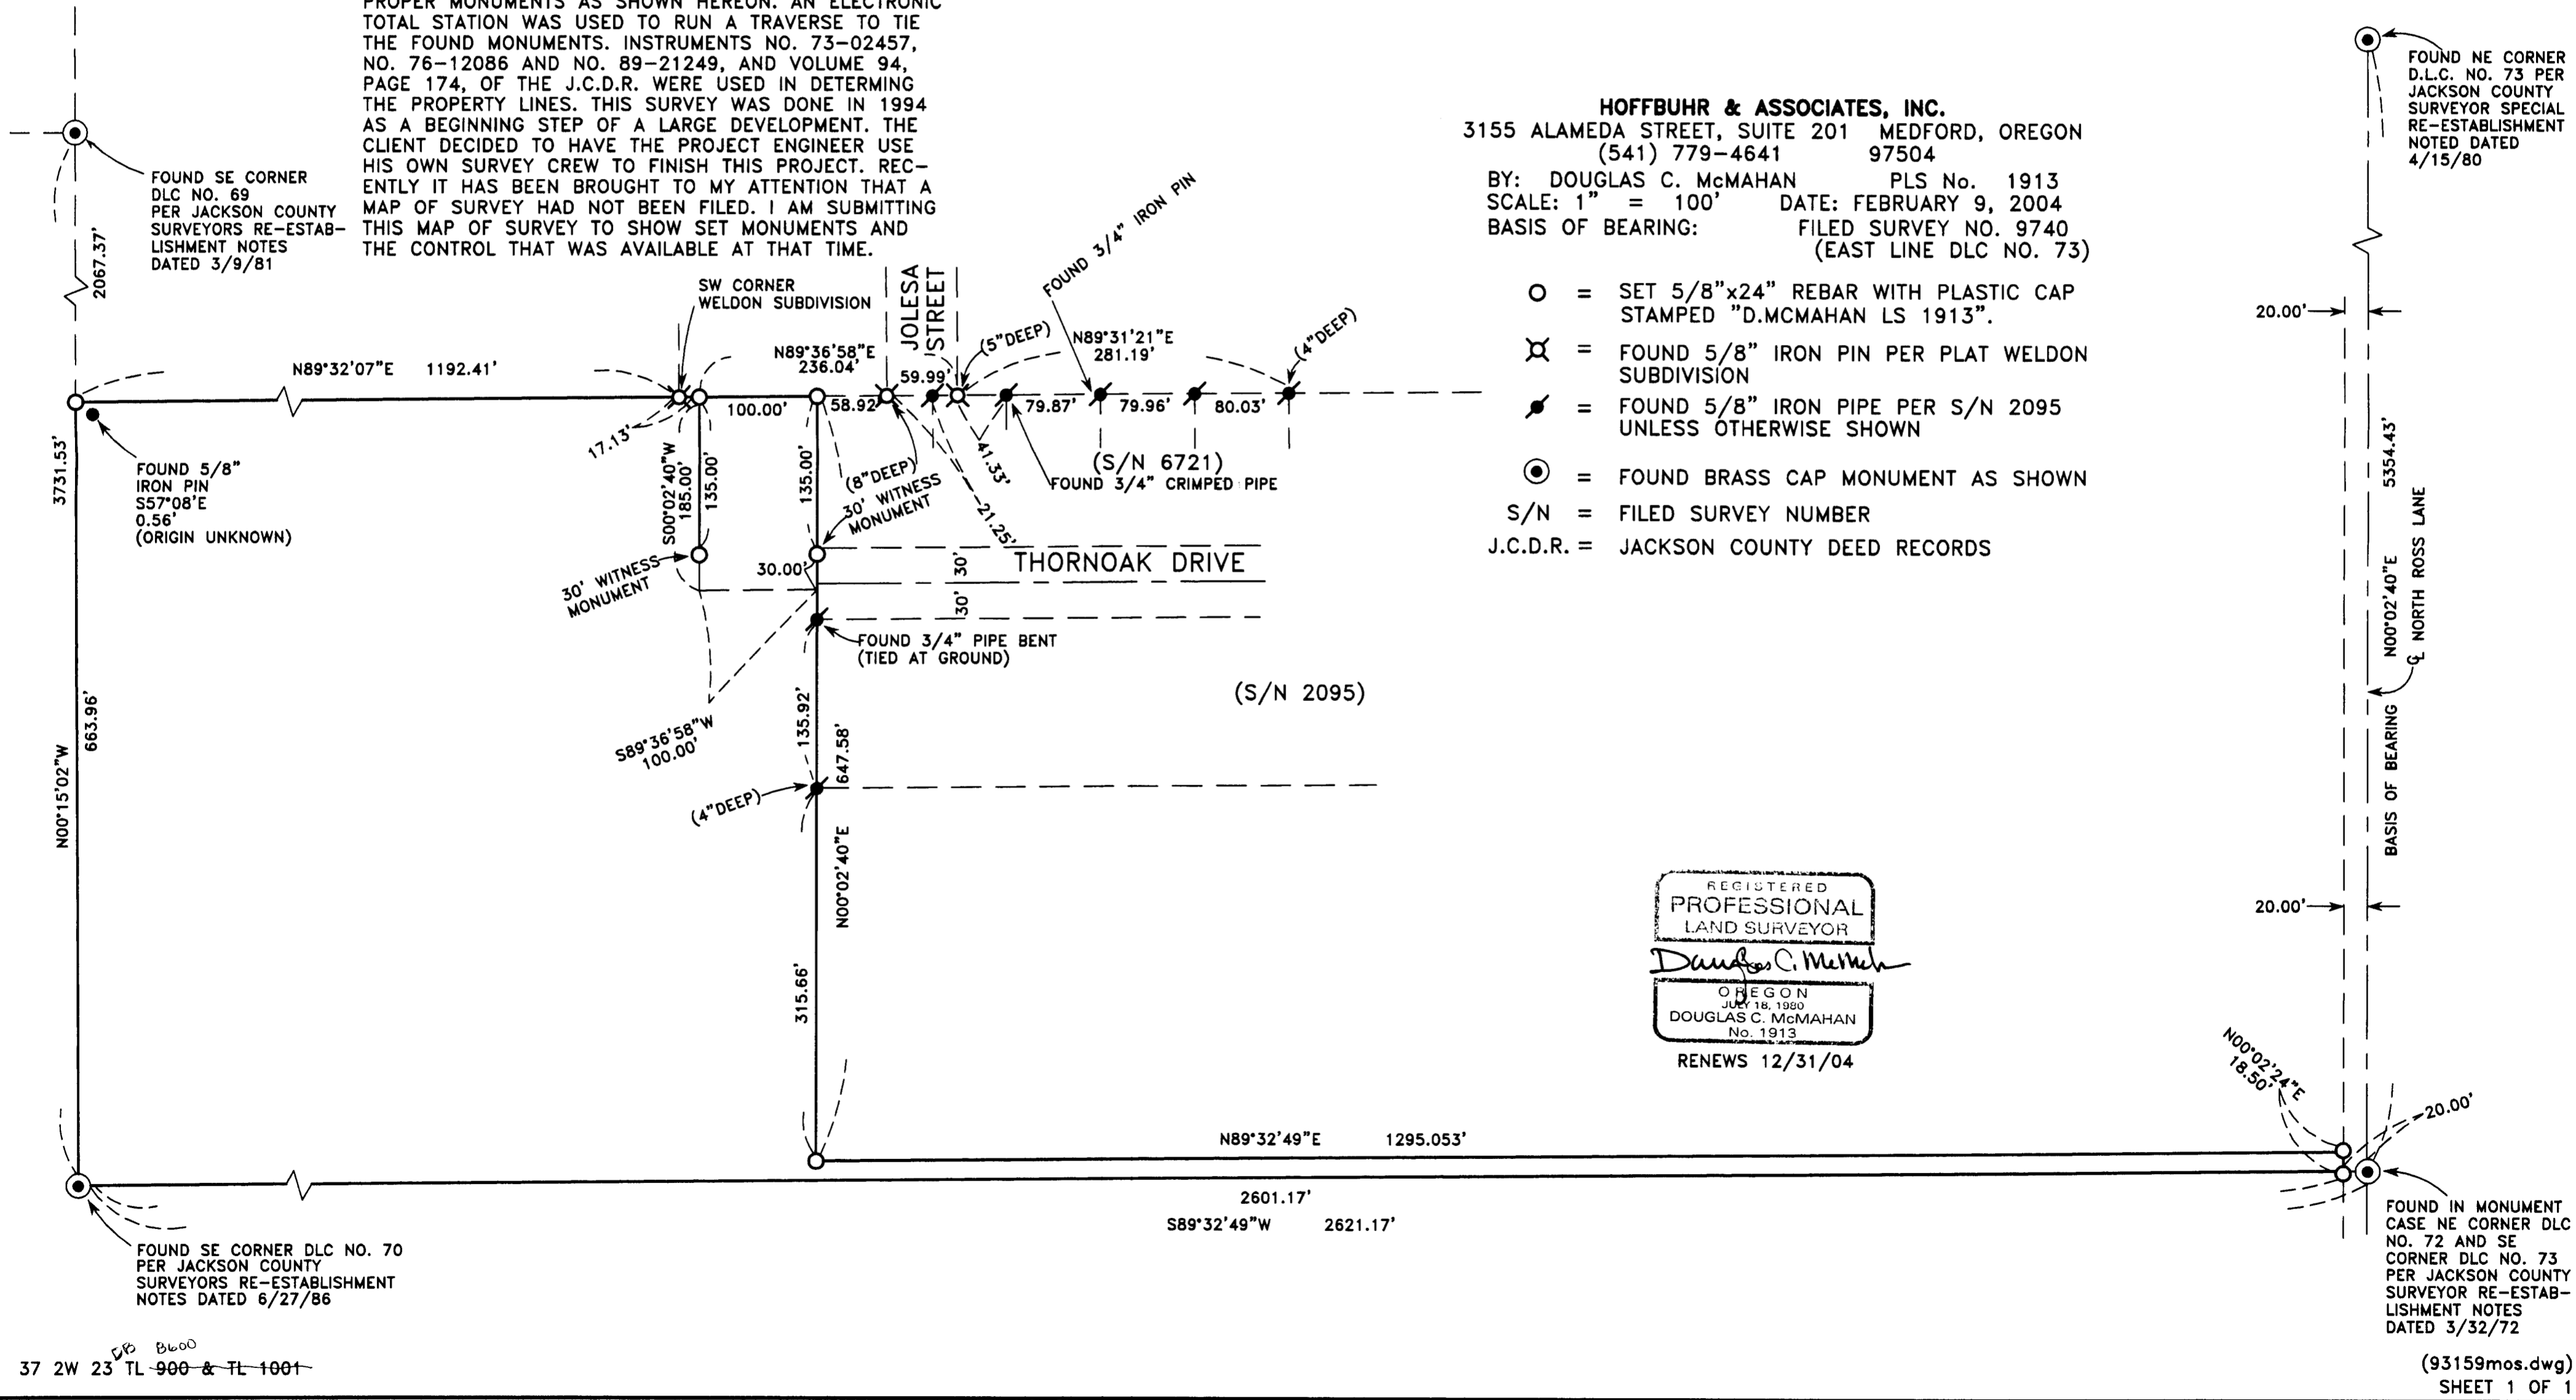 PROPER MONUMENTS AS SHOWN HEREON. AN ELECTRONIC
TOTAL STATION WAS USED TO RUN A TRAVERSE TO TIE
THE FOUND MONUMENTS. INSTRUMENTS NO. 73-02457,
NO. 76-12086 AND NO. 89-21249, AND VOLUME 94,
PAGE 174, OF THE J.C.D.R. WERE USED IN DETERMING
THE PROPERTY LINES. THIS SURVEY WAS DONE IN 1994
AS A BEGINNING STEP OF A LARGE DEVELOPMENT. THE
CLIENT DECIDED TO HAVE THE PROJECT ENGINEER USE
HIS OWN SURVEY CREW TO FINISH THIS PROJECT. REC-
ENTLY IT HAS BEEN BROUGHT TO MY ATTENTION THAT A
MAP OF SURVEY HAD NOT BEEN FILED. I AM SUBMITTING
THIS MAP OF SURVEY TO SHOW SET MONUMENTS AND
THE CONTROL THAT WAS AVAILABLE AT THAT TIME.
FOUND SE CORNER
DLC NO. 69
PER JACKSON COUNTY
SURVEYORS RE-ESTAB-
LISHMENT NOTES
DATED 3/9/81
2067.37'
HOFFBUHR & ASSOCIATES, INC.
3155 ALAMEDA STREET, SUITE 201 MEDFORD, OREGON
(541) 779-4641 97504
BY: DOUGLAS C. McMAHAN PLS No. 1913
SCALE: 1" = 100' DATE: FEBRUARY 9, 2004
BASIS OF BEARING: FILED SURVEY NO. 9740
(EAST LINE DLC NO. 73)
O = SET 5/8"x24" REBAR WITH PLASTIC CAP
STAMPED "D.MCMAHAN LS 1913".
= FOUND 5/8" IRON PIN PER PLAT WELDON
SUBDIVISION
= FOUND 5/8" IRON PIPE PER S/N 2095
UNLESS OTHERWISE SHOWN
= FOUND BRASS CAP MONUMENT AS SHOWN
S/N = FILED SURVEY NUMBER
J.C.D.R. = JACKSON COUNTY DEED RECORDS
FOUND NE CORNER
D.L.C. NO. 73 PER
JACKSON COUNTY
SURVEYOR SPECIAL
RE-ESTABLISHMENT
NOTED DATED
4/15/80
20.00'
SW CORNER
WELDON SUBDIVISION
JOLESA
STREET
FOUND 3/4" IRON PIN
(5"DEEP)
(4"DEEP)
N89°32'07"E 1192.41'
N89°36'58"E
236.04'
N89°31'21"E
281.19'
59.99'
100.00'
58.92'
79.87'
79.96'
80.03'
17.13'
41.33'
21.25'
(S/N 6721)
FOUND 3/4" CRIMPED PIPE
3731.53'
FOUND 5/8"
IRON PIN
S57°08'E
0.56'
(ORIGIN UNKNOWN)
S00°02'40"W
185.00'
135.00'
135.00'
(8"DEEP)
30' WITNESS
MONUMENT
30' WITNESS
MONUMENT
30.00'
30'
30'
THORNOAK DRIVE
FOUND 3/4" PIPE BENT
(TIED AT GROUND)
S89°36'58"W
100.00'
135.92'
647.58'
(S/N 2095)
(4"DEEP)
N00°02'40"E
315.66'
663.96'
N00°15'02"W
5354.43'
N00°02'40"E
BASIS OF BEARING
℄ NORTH ROSS LANE
20.00'
REGISTERED
PROFESSIONAL
LAND SURVEYOR
Douglas C. McMahan
OREGON
JULY 18, 1980
DOUGLAS C. McMAHAN
No. 1913
RENEWS 12/31/04
N00°02'24"E
18.50'
20.00'
N89°32'49"E 1295.053'
2601.17'
S89°32'49"W 2621.17'
FOUND SE CORNER DLC NO. 70
PER JACKSON COUNTY
SURVEYORS RE-ESTABLISHMENT
NOTES DATED 6/27/86
FOUND IN MONUMENT
CASE NE CORNER DLC
NO. 72 AND SE
CORNER DLC NO. 73
PER JACKSON COUNTY
SURVEYOR RE-ESTAB-
LISHMENT NOTES
DATED 3/32/72
8600
37 2W 23 TL 900 & TL 1001
(93159mos.dwg)
SHEET 1 OF 1